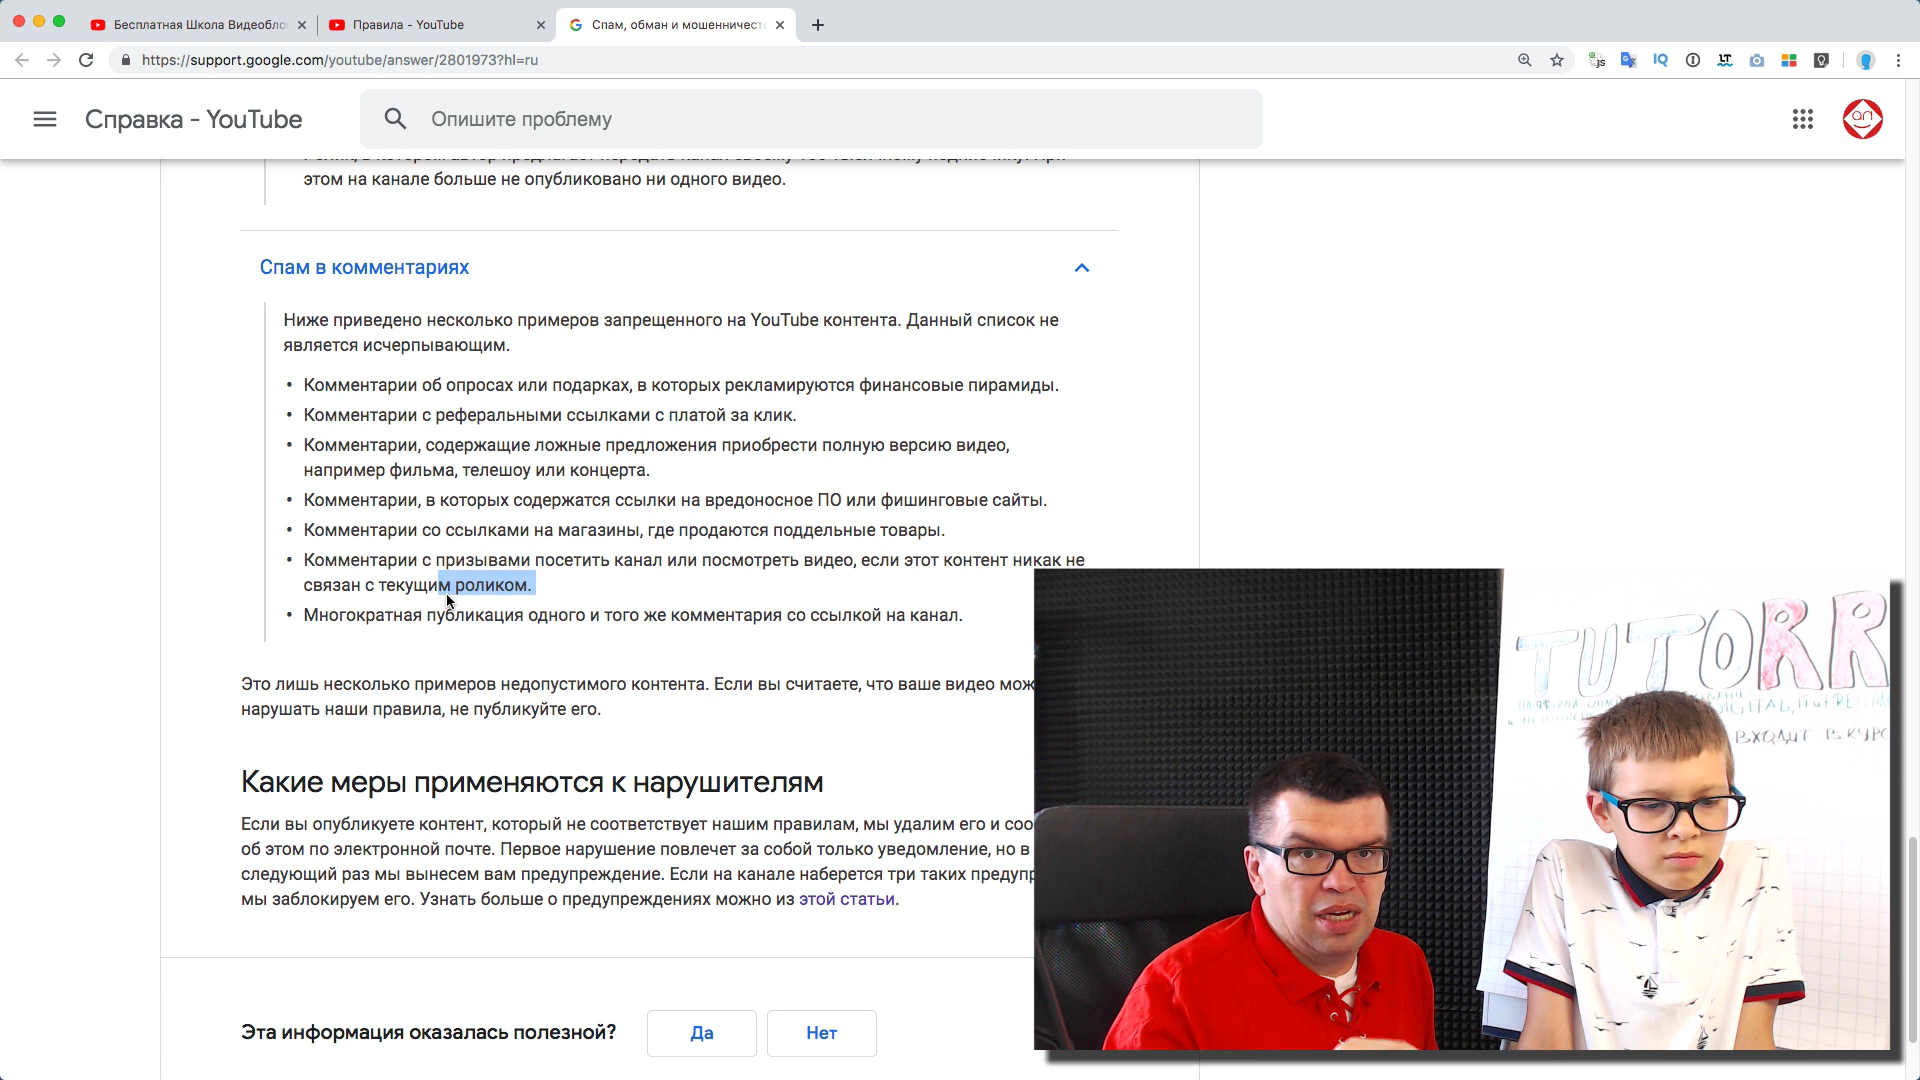 Бесплатная Школа Видеобло
Правила - YouTube
Спам, обман и мошенничест
https://support.google.com/youtube/answer/2801973?hl=ru
Справка - YouTube
Опишите проблему
этом на канале больше не опубликовано ни одного видео.
Спам в комментариях
Ниже приведено несколько примеров запрещенного на YouTube контента. Данный список не
является исчерпывающим.
• Комментарии об опросах или подарках, в которых рекламируются финансовые пирамиды.
• Комментарии с реферальными ссылками с платой за клик.
• Комментарии, содержащие ложные предложения приобрести полную версию видео,
например фильма, телешоу или концерта.
• Комментарии, в которых содержатся ссылки на вредоносное ПО или фишинговые сайты.
• Комментарии со ссылками на магазины, где продаются поддельные товары.
• Комментарии с призывами посетить канал или посмотреть видео, если этот контент никак не
связан с текущим роликом.
• Многократная публикация одного и того же комментария со ссылкой на канал.
Это лишь несколько примеров недопустимого контента. Если вы считаете, что ваше видео мож
нарушать наши правила, не публикуйте его.
Какие меры применяются к нарушителям
Если вы опубликуете контент, который не соответствует нашим правилам, мы удалим его и соо
об этом по электронной почте. Первое нарушение повлечет за собой только уведомление, но в
следующий раз мы вынесем вам предупреждение. Если на канале наберется три таких предупр
мы заблокируем его. Узнать больше о предупреждениях можно из этой статьи.
Эта информация оказалась полезной?
Да
Нет
TUTORR
DIGITAL, IT
ВХОДИТ В КУРС